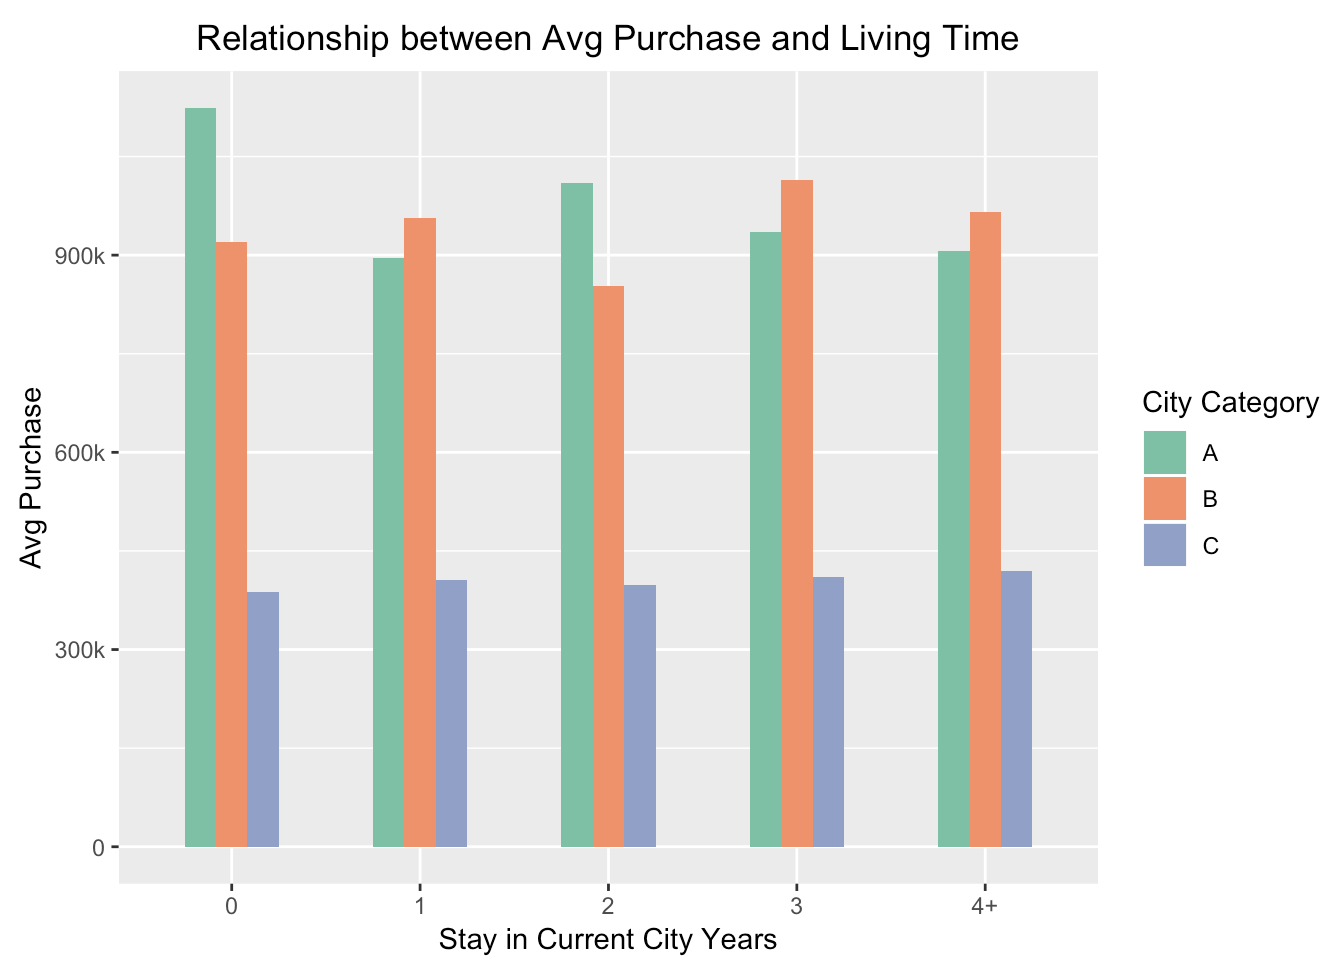 Relationship between Avg Purchase and Living Time
Avg Purchase
900k
600k
300k
0
0 1 2 3 4+
Stay in Current City Years
City Category
A
B
C